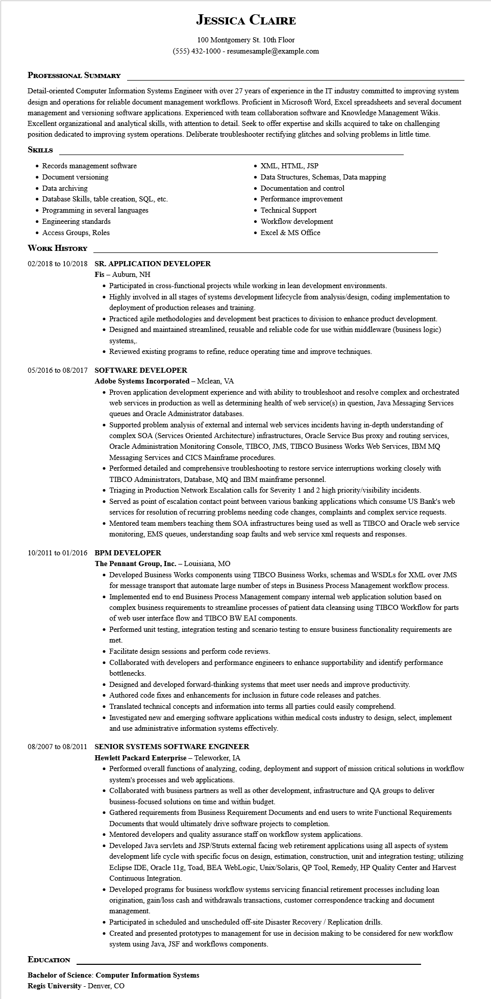 Jessica Claire
100 Montgomery St. 10th Floor
(555) 432-1000 - resumesample@example.com
Professional Summary
Detail-oriented Computer Information Systems Engineer with over 27 years of experience in the IT industry committed to improving system
design and operations for reliable document management workflows. Proficient in Microsoft Word, Excel spreadsheets and several document
management and versioning software applications. Experienced with team collaboration software and Knowledge Management Wikis.
Excellent organizational and analytical skills, with attention to detail. Seek to offer expertise and skills acquired to take on challenging
position dedicated to improving system operations. Deliberate troubleshooter rectifying glitches and solving problems in little time.
Skills
• Records management software
• Document versioning
• Data archiving
• Database Skills, table creation, SQL, etc.
• Programming in several languages
• Engineering standards
• Access Groups, Roles
• XML, HTML, JSP
• Data Structures, Schemas, Data mapping
• Documentation and control
• Performance improvement
• Technical Support
• Workflow development
• Excel & MS Office
Work History
02/2018 to 10/2018 SR. APPLICATION DEVELOPER
Fis – Auburn, NH
• Participated in cross-functional projects while working in lean development environments.
• Highly involved in all stages of systems development lifecycle from analysis/design, coding implementation to
deployment of production releases and training.
• Practiced agile methodologies and development best practices to division to enhance product development.
• Designed and maintained streamlined, reusable and reliable code for use within middleware (business logic)
systems,.
• Reviewed existing programs to refine, reduce operating time and improve techniques.
05/2016 to 08/2017 SOFTWARE DEVELOPER
Adobe Systems Incorporated – Mclean, VA
• Proven application development experience and with ability to troubleshoot and resolve complex and orchestrated
web services in production as well as determining health of web service(s) in question, Java Messaging Services
queues and Oracle Administrator databases.
• Supported problem analysis of external and internal web services incidents having in-depth understanding of
complex SOA (Services Oriented Architecture) infrastructures, Oracle Service Bus proxy and routing services,
Oracle Administration Monitoring Console, TIBCO, JMS, TIBCO Business Works Web Services, IBM MQ
Messaging Services and CICS Mainframe procedures.
• Performed detailed and comprehensive troubleshooting to restore service interruptions working closely with
TIBCO Administrators, Database, MQ and IBM mainframe personnel.
• Triaging in Production Network Escalation calls for Severity 1 and 2 high priority/visibility incidents.
• Served as point of escalation contact point between various banking applications which consume US Bank's web
services for resolution of recurring problems needing code changes, complaints and complex service requests.
• Mentored team members teaching them SOA infrastructures being used as well as TIBCO and Oracle web service
monitoring, EMS queues, understanding soap faults and web service xml requests and responses.
10/2011 to 01/2016 BPM DEVELOPER
The Pennant Group, Inc. – Louisiana, MO
• Developed Business Works components using TIBCO Business Works, schemas and WSDLs for XML over JMS
for message transport that automate large number of steps in Business Process Management workflow process.
• Implemented end to end Business Process Management company internal web application solution based on
complex business requirements to streamline processes of patient data cleansing using TIBCO Workflow for parts
of web user interface flow and TIBCO BW EAI components.
• Performed unit testing, integration testing and scenario testing to ensure business functionality requirements are
met.
• Facilitate design sessions and perform code reviews.
• Collaborated with developers and performance engineers to enhance supportability and identify performance
bottlenecks.
• Designed and developed forward-thinking systems that meet user needs and improve productivity.
• Authored code fixes and enhancements for inclusion in future code releases and patches.
• Translated technical concepts and information into terms all parties could easily comprehend.
• Investigated new and emerging software applications within medical costs industry to design, select, implement
and use administrative information systems effectively.
08/2007 to 08/2011 SENIOR SYSTEMS SOFTWARE ENGINEER
Hewlett Packard Enterprise – Teleworker, IA
• Performed overall functions of analyzing, coding, deployment and support of mission critical solutions in workflow
system's processes and web applications.
• Collaborated with business partners as well as other development, infrastructure and QA groups to deliver
business-focused solutions on time and within budget.
• Gathered requirements from Business Requirement Documents and end users to write Functional Requirements
Documents that would ultimately drive software projects to completion.
• Mentored developers and quality assurance staff on workflow system applications.
• Developed Java servlets and JSP/Struts external facing web retirement applications using all aspects of system
development life cycle with specific focus on design, estimation, construction, unit and integration testing; utilizing
Eclipse IDE, Oracle 11g, Toad, BEA WebLogic, Unix/Solaris, QP Tool, Remedy, HP Quality Center and Harvest
Continuous Integration.
• Developed programs for business workflow systems servicing financial retirement processes including loan
origination, gain/loss cash and withdrawals transactions, customer correspondence tracking and document
management.
• Participated in scheduled and unscheduled off-site Disaster Recovery / Replication drills.
• Created and presented prototypes to management for use in decision making to be considered for new workflow
system using Java, JSF and workflows components.
Education
Bachelor of Science: Computer Information Systems
Regis University - Denver, CO